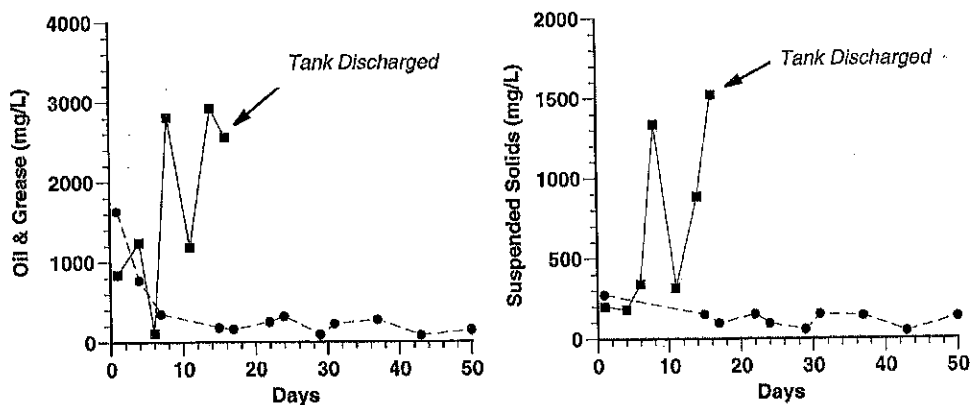 4000
3000
2000
1000
0
Oil & Grease (mg/L)
Tank Discharged
0 10 20 30 40 50
Days
2000
1500
1000
500
0
Suspended Solids (mg/L)
Tank Discharged
0 10 20 30 40 50
Days